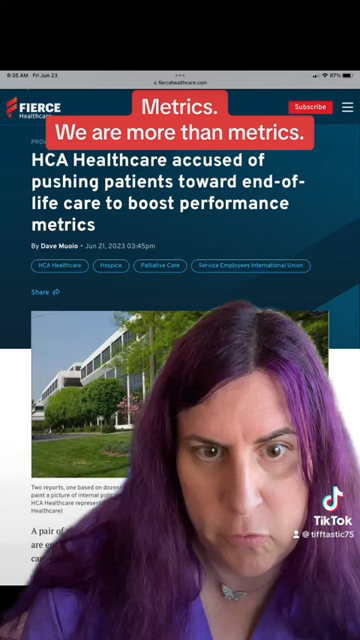 8:35 AM Fri Jun 23
87%
fiercehealthcare.com
FIERCE
Healthcare
Subscribe
Metrics.
We are more than metrics.
PROV
HCA Healthcare accused of
pushing patients toward end-of-
life care to boost performance
metrics
By Dave Muoio • Jun 21, 2023 03:45pm
HCA Healthcare
Hospice
Palliative Care
Service Employees International Union
Share
Two reports, one based on dozens
paint a picture of internal
HCA Healthcare
Healthcare)
A pair of
are
TikTok
@tifftastic75